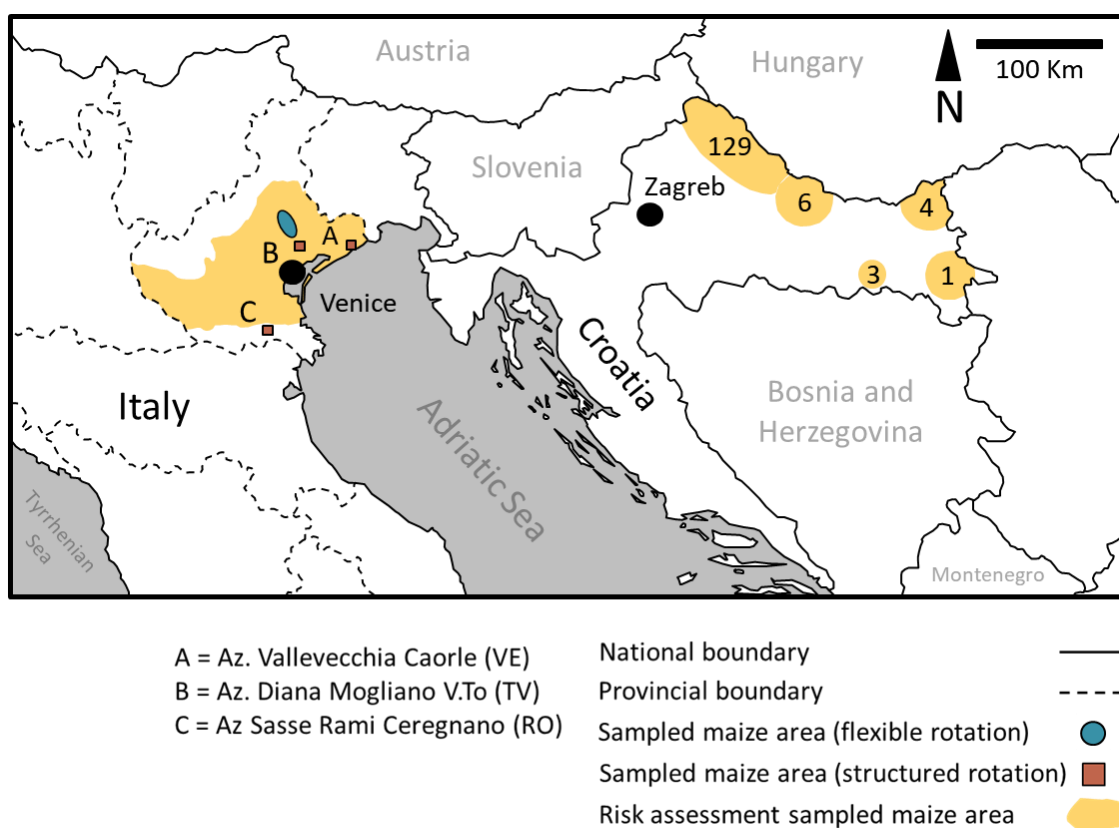 Austria
Hungary
N
100 Km
Slovenia
Zagreb
129
6
4
3
1
A
B
C
Venice
Italy
Croatia
Adriatic Sea
Bosnia and
Herzegovina
Tyrrhenian
Sea
Montenegro
A = Az. Vallevecchia Caorle (VE)
B = Az. Diana Mogliano V.To (TV)
C = Az Sasse Rami Ceregnano (RO)
National boundary
Provincial boundary
Sampled maize area (flexible rotation)
Sampled maize area (structured rotation)
Risk assessment sampled maize area